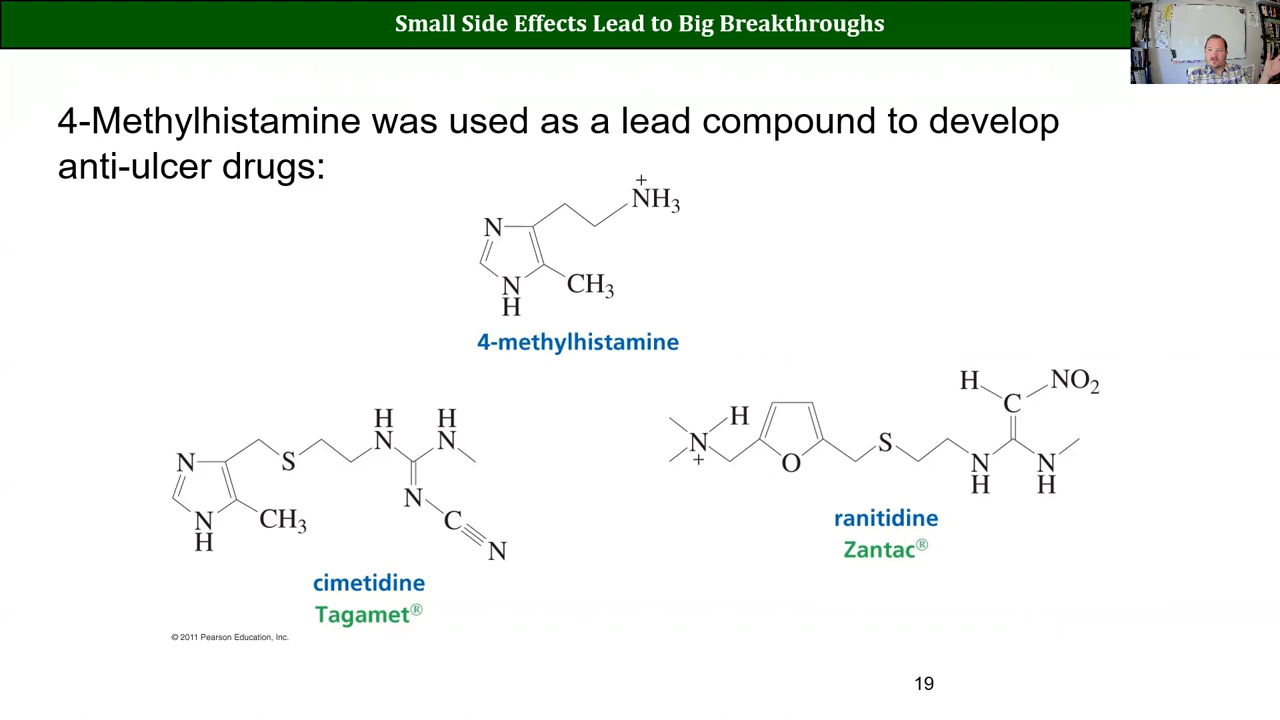 Small Side Effects Lead to Big Breakthroughs
4-Methylhistamine was used as a lead compound to develop
anti-ulcer drugs:
+
NH₃
N
N
H
CH₃
4-methylhistamine
N
N
H
CH₃
S
H
N
H
N
N
C
N
cimetidine
Tagamet®
N
+
H
O
S
N
H
H
C
NO₂
N
H
ranitidine
Zantac®
© 2011 Pearson Education, Inc.
19